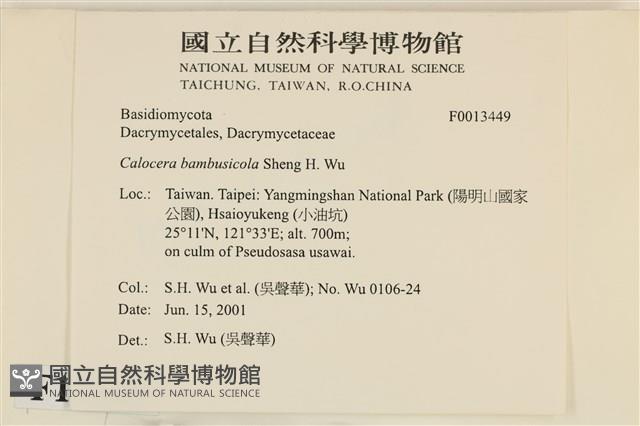 國立自然科學博物館
NATIONAL MUSEUM OF NATURAL SCIENCE
TAICHUNG, TAIWAN, R.O.CHINA
Basidiomycota F0013449
Dacrymycetales, Dacrymycetaceae
Calocera bambusicola Sheng H. Wu
Loc.: Taiwan. Taipei: Yangmingshan National Park (陽明山國家
公園), Hsaioyukeng (小油坑)
25°11'N, 121°33'E; alt. 700m;
on culm of Pseudosasa usawai.
Col.: S.H. Wu et al. (吳聲華); No. Wu 0106-24
Date: Jun. 15, 2001
Det.: S.H. Wu (吳聲華)
國立自然科學博物館
NATIONAL MUSEUM OF NATURAL SCIENCE